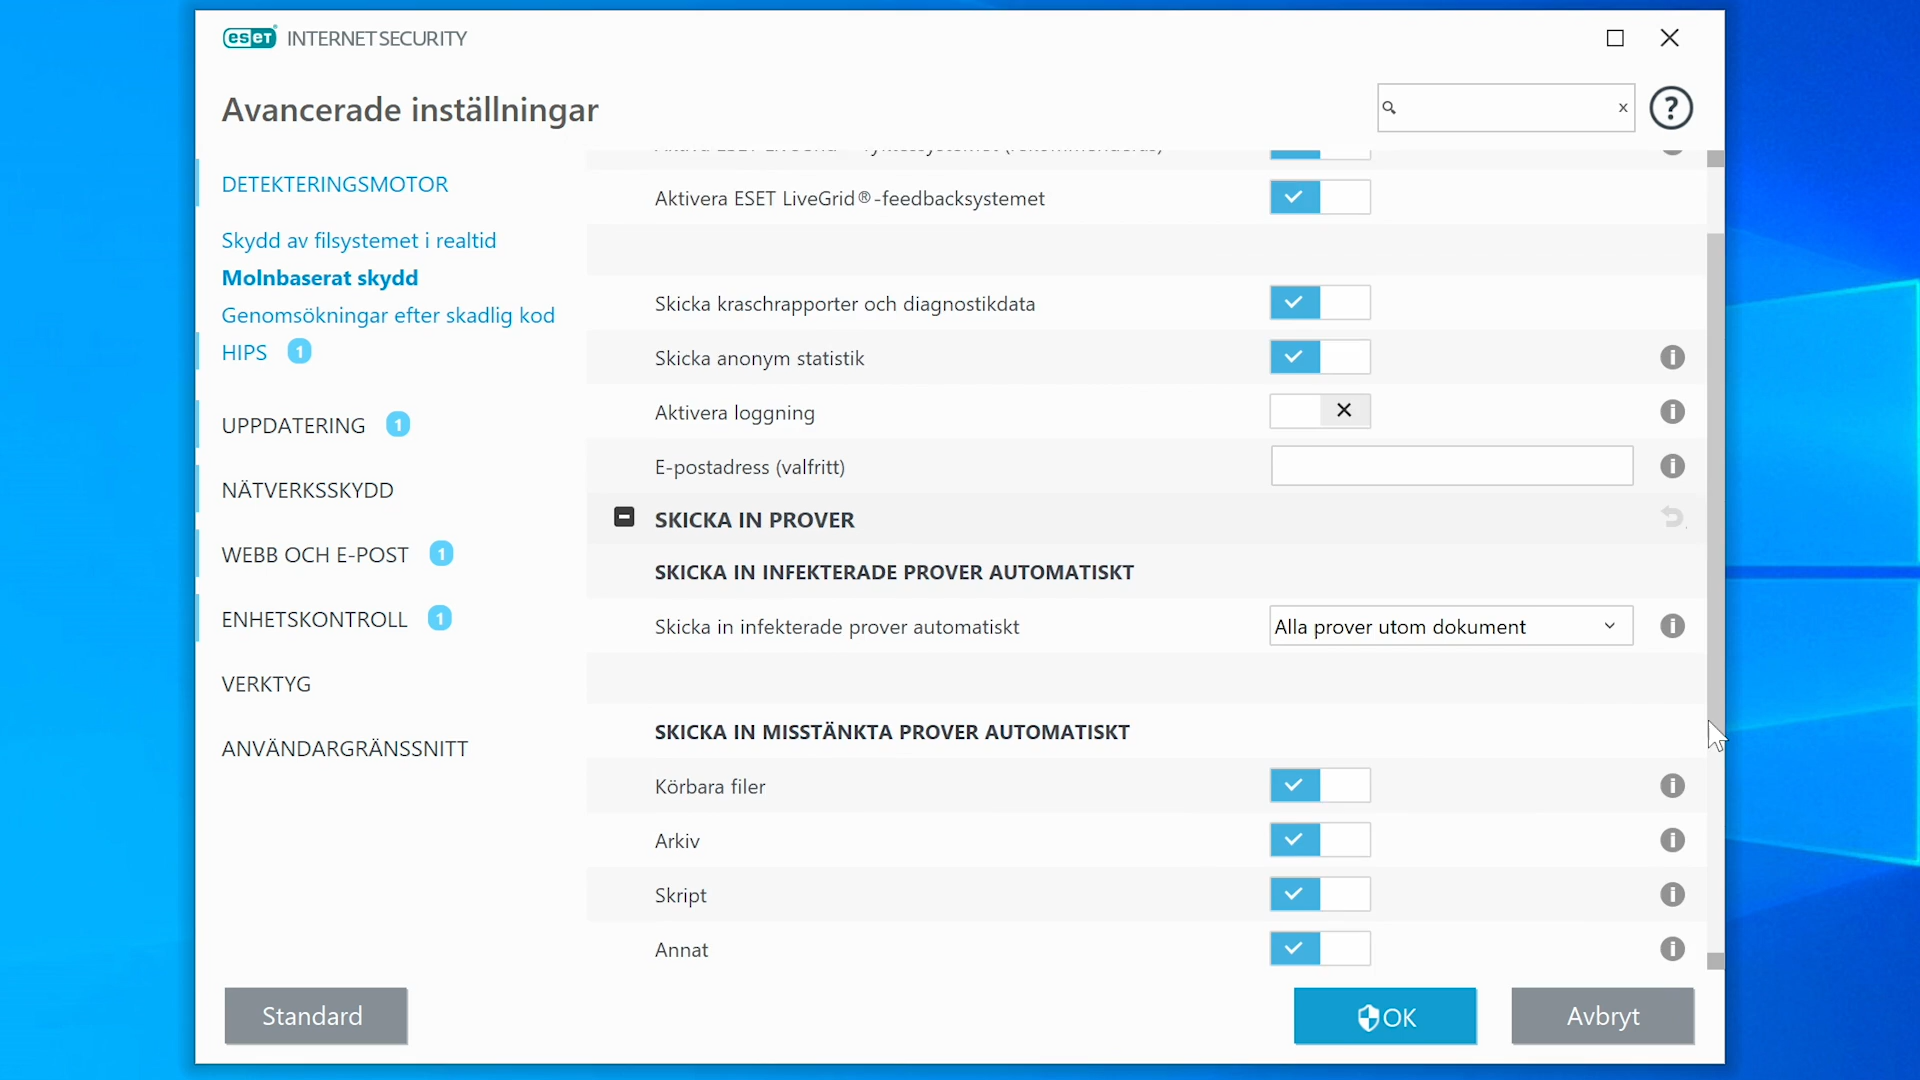 eset INTERNET SECURITY
Avancerade inställningar
x
?
DETEKTERINGSMOTOR
Skydd av filsystemet i realtid
Molnbaserat skydd
Genomsökningar efter skadlig kod
HIPS 1
UPPDATERING 1
NÄTVERKSSKYDD
WEBB OCH E-POST 1
ENHETSKONTROLL 1
VERKTYG
ANVÄNDARGRÄNSSNITT
Aktivera ESET LiveGrid®-feedbacksystemet
Skicka kraschrapporter och diagnostikdata
Skicka anonym statistik
Aktivera loggning
E-postadress (valfritt)
SKICKA IN PROVER
SKICKA IN INFEKTERADE PROVER AUTOMATISKT
Skicka in infekterade prover automatiskt
Alla prover utom dokument
SKICKA IN MISSTÄNKTA PROVER AUTOMATISKT
Körbara filer
Arkiv
Skript
Annat
Standard
OK
Avbryt